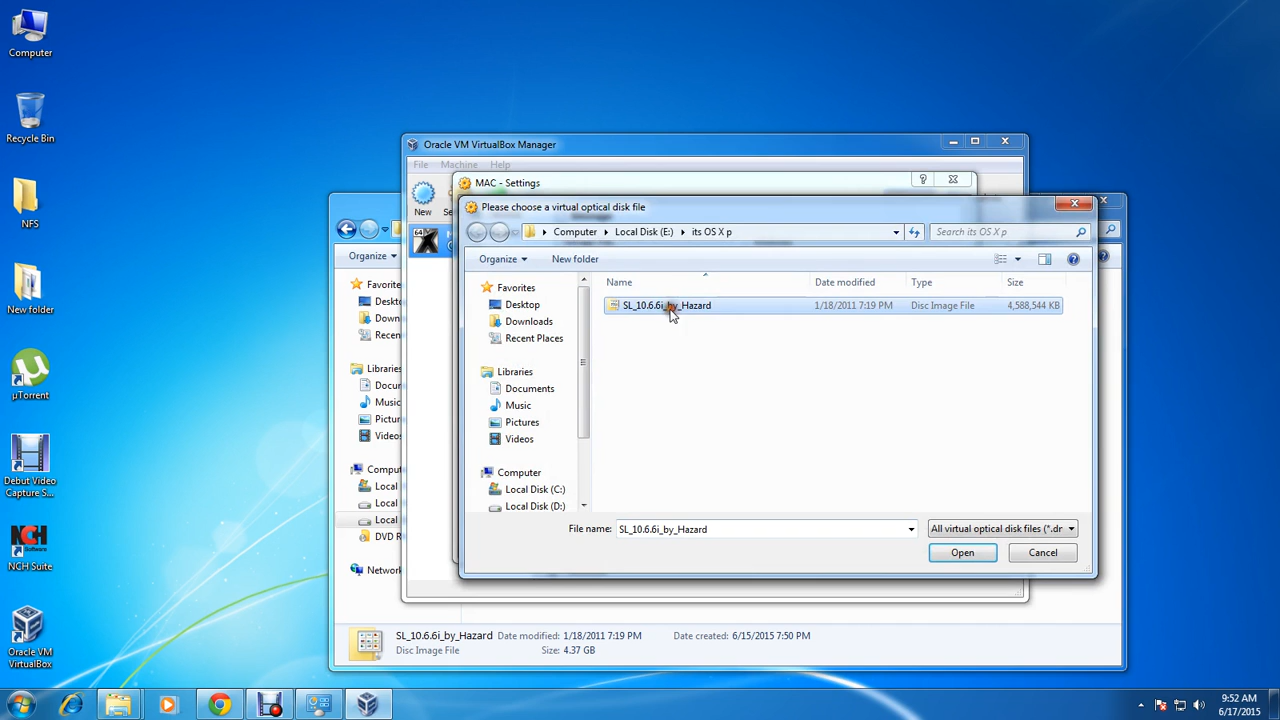 Computer
Recycle Bin
NFS
New folder
µTorrent
Debut Video
Capture S...
NCH Suite
Oracle VM
VirtualBox
Organize
Favorites
Libraries
Oracle VM VirtualBox Manager
File Machine Help
New
64
MAC - Settings
Please choose a virtual optical disk file
Computer Local Disk (E:) its OS X p
Search its OS X p
Organize New folder
Name Date modified Type Size
SL_10.6.6i_by_Hazard 1/18/2011 7:19 PM Disc Image File 4,588,544 KB
Favorites
Desktop
Downloads
Recent Places
Libraries
Documents
Music
Pictures
Videos
Computer
Local Disk (C:)
Local Disk (D:)
File name: SL_10.6.6i_by_Hazard
All virtual optical disk files (*.dr
Open Cancel
Local
Local
Local
DVD R
Network
SL_10.6.6i_by_Hazard Date modified: 1/18/2011 7:19 PM Date created: 6/15/2015 7:50 PM
Disc Image File Size: 4.37 GB
9:52 AM
6/17/2015